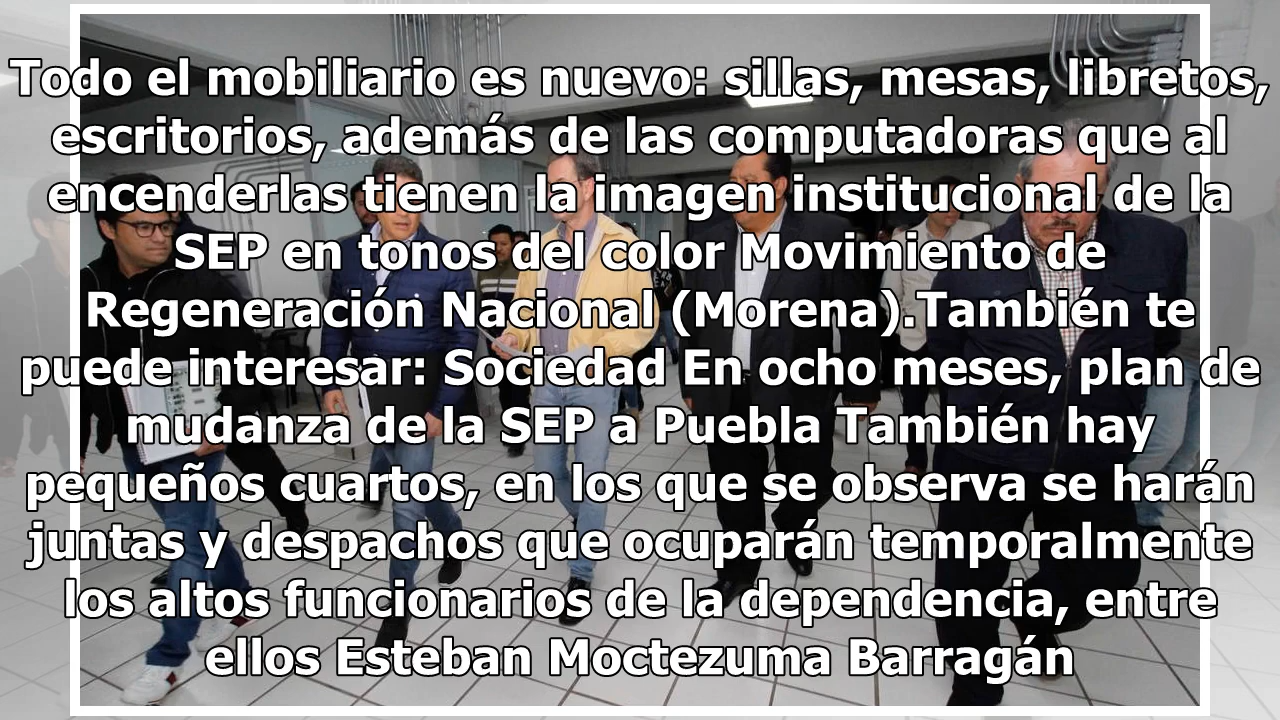 Todo el mobiliario es nuevo: sillas, mesas, libretos,
escritorios, además de las computadoras que al
encenderlas tienen la imagen institucional de la
SEP en tonos del color Movimiento de
Regeneración Nacional (Morena).También te
puede interesar: Sociedad En ocho meses, plan de
mudanza de la SEP a Puebla También hay
pequeños cuartos, en los que se observa se harán
juntas y despachos que ocuparán temporalmente
los altos funcionarios de la dependencia, entre
ellos Esteban Moctezuma Barragán